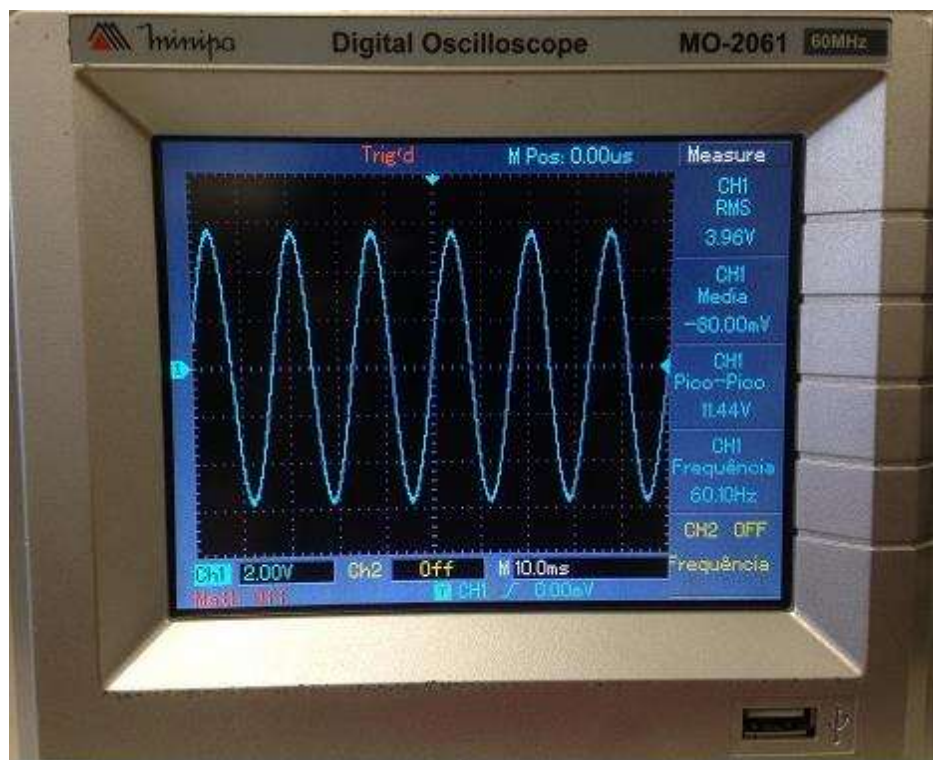 minipa Digital Oscilloscope MO-2061 60MHz
Trig'd M Pos: 0.00us Measure
CH1
RMS
3.96V
CH1
Media
-80.00mV
1
CH1
Pico-Pico
11.44V
CH1
Frequência
60.10Hz
CH2 OFF
Frequência
Ch1 2.00V Ch2 Off M 10.0ms
CH1 0.00mV